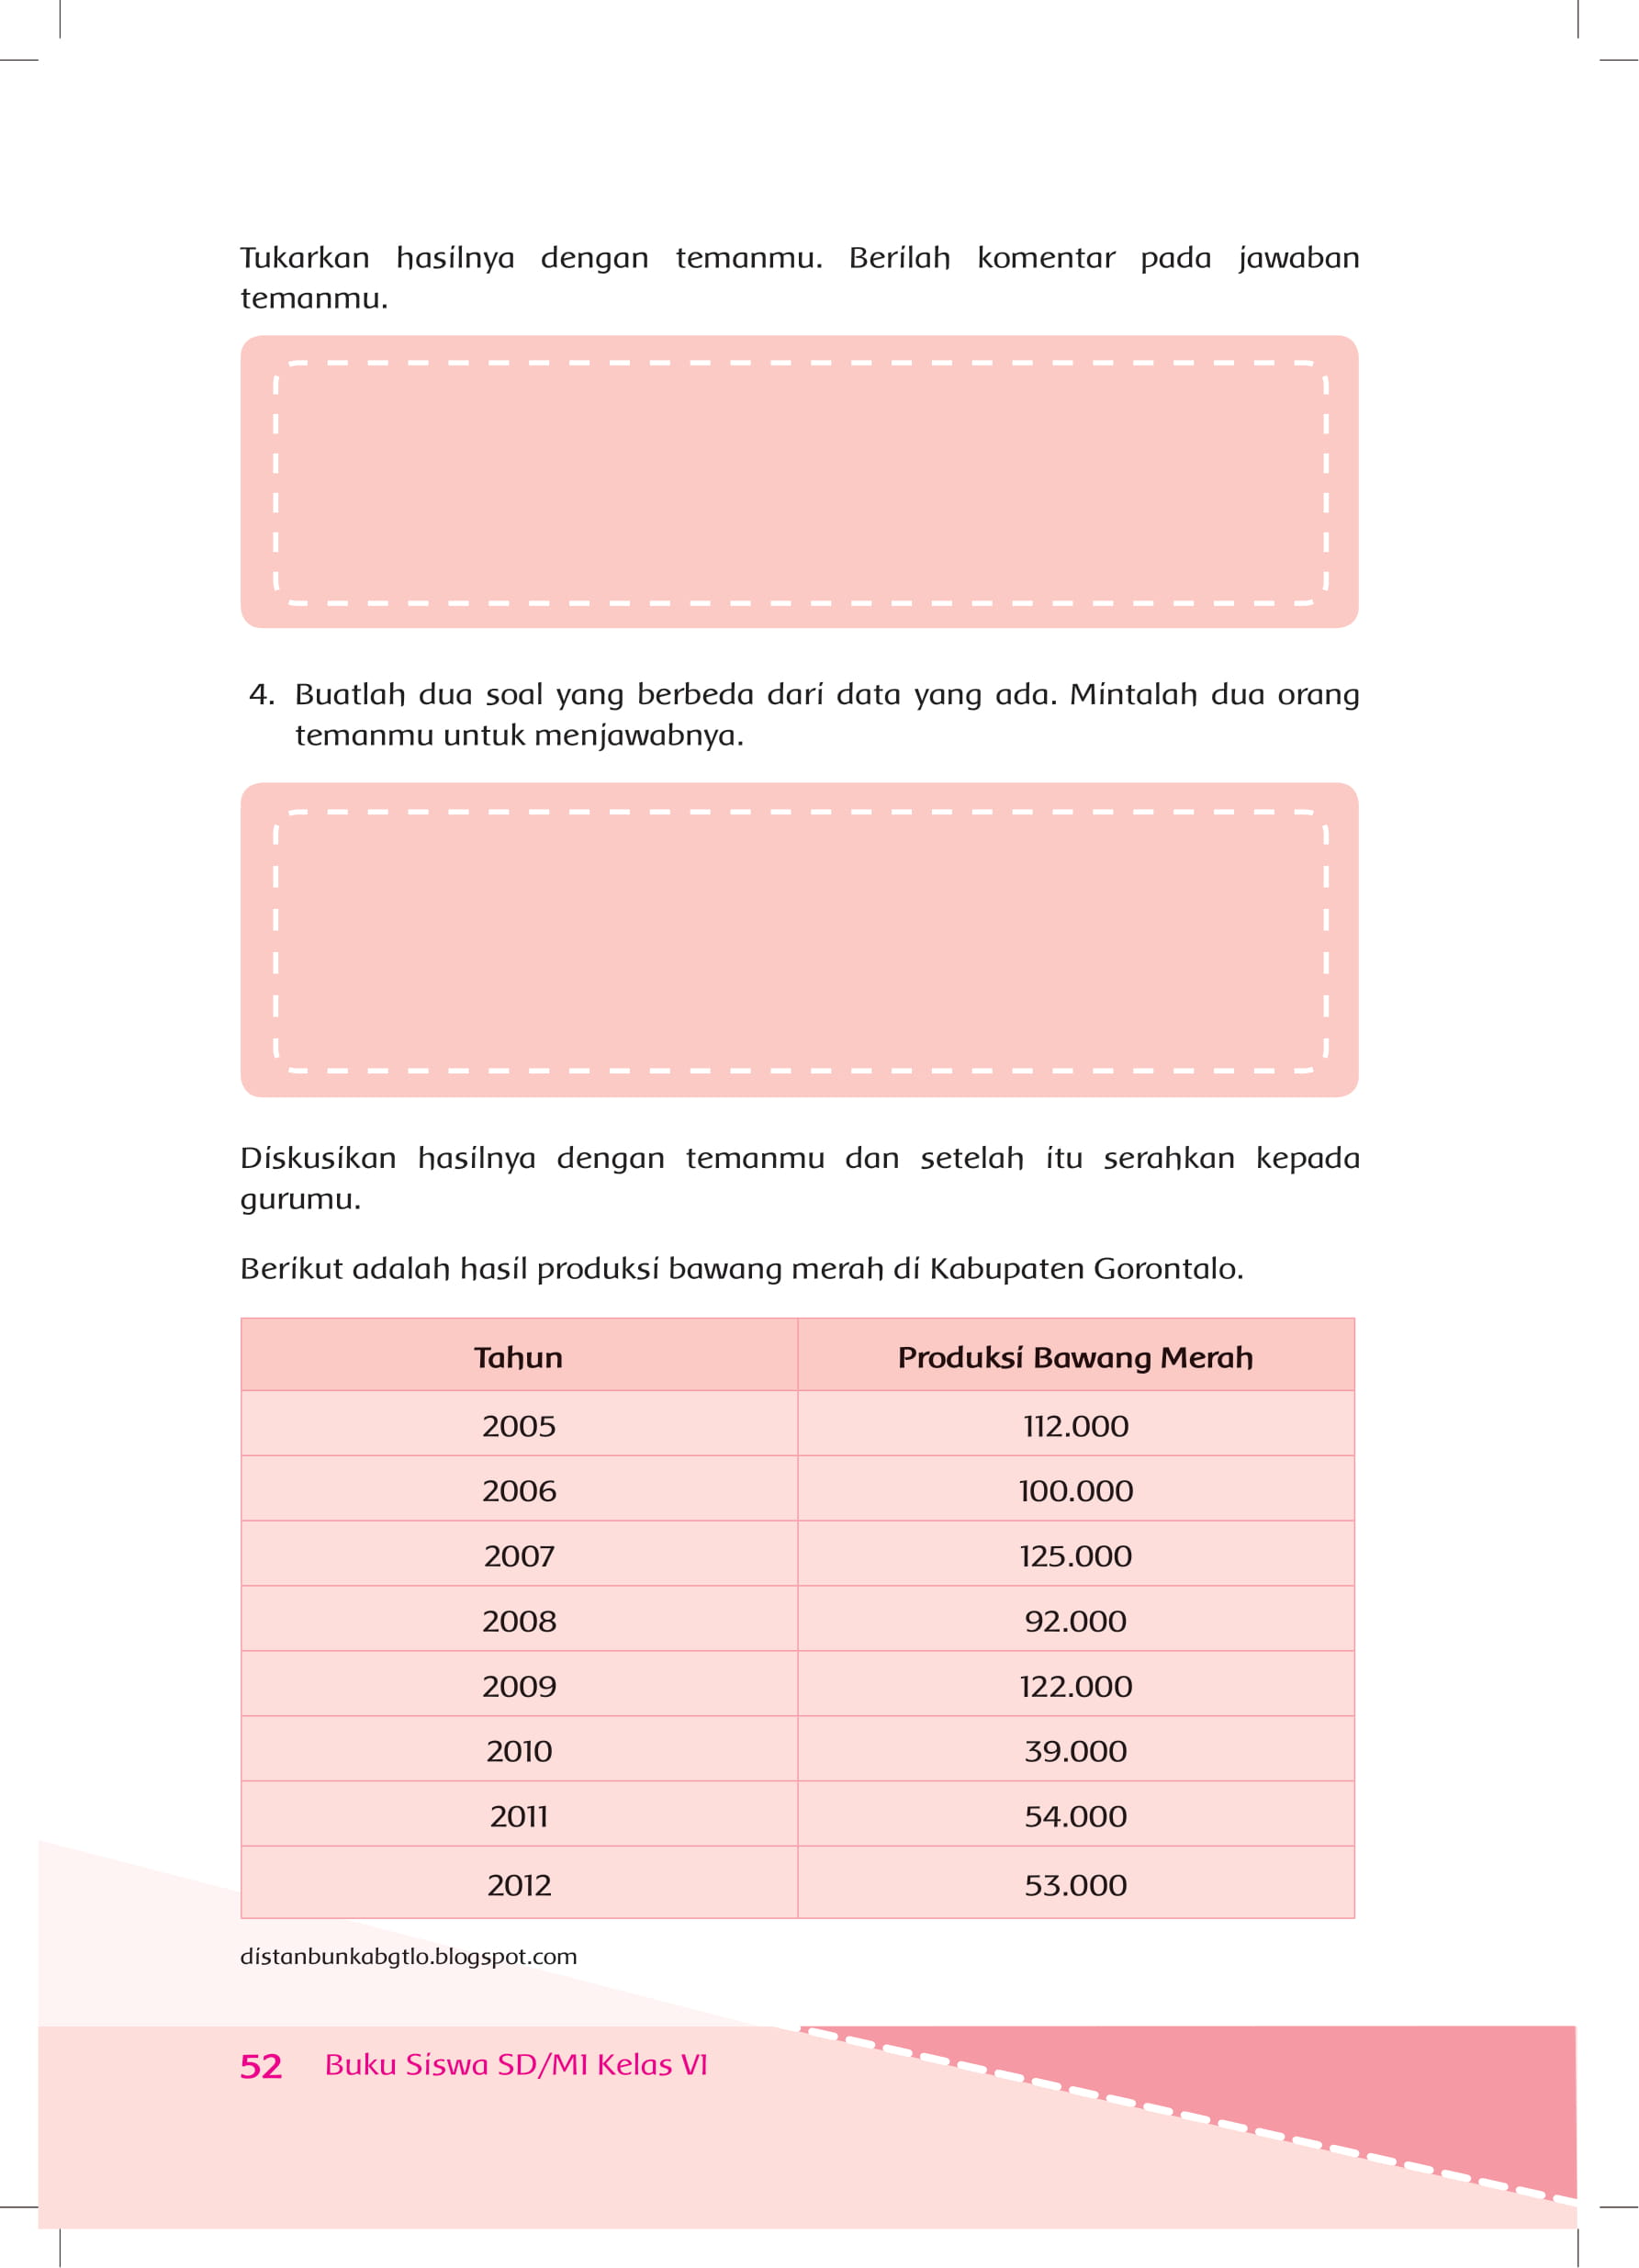 Tukarkan hasilnya dengan temanmu. Berilah komentar pada jawaban
temanmu.
4. Buatlah dua soal yang berbeda dari data yang ada. Mintalah dua orang
temanmu untuk menjawabnya.
Diskusikan hasilnya dengan temanmu dan setelah itu serahkan kepada
gurumu.
Berikut adalah hasil produksi bawang merah di Kabupaten Gorontalo.
Tahun Produksi Bawang Merah
2005 112.000
2006 100.000
2007 125.000
2008 92.000
2009 122.000
2010 39.000
2011 54.000
2012 53.000
distanbunkabgtlo.blogspot.com
52 Buku Siswa SD/MI Kelas VI